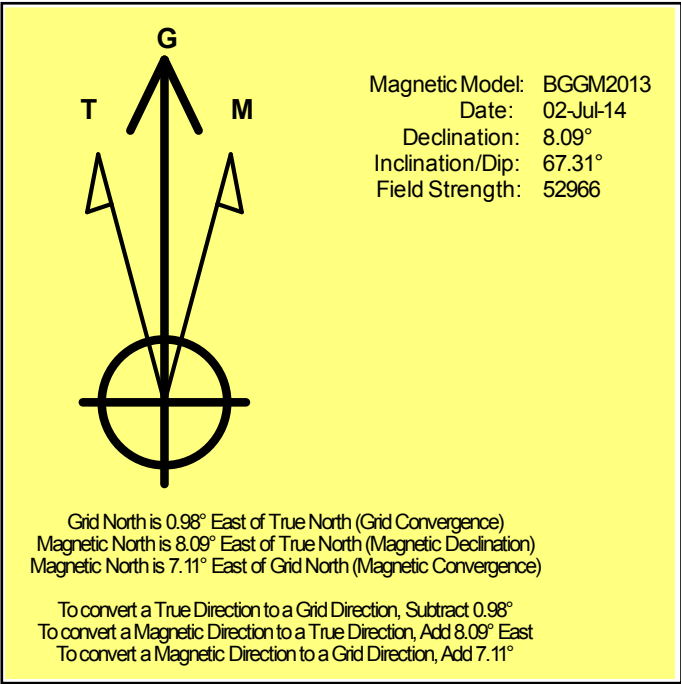 G
T M
Magnetic Model: BGGM2013
Date: 02-Jul-14
Declination: 8.09°
Inclination/Dip: 67.31°
Field Strength: 52966
Grid North is 0.98° East of True North (Grid Convergence)
Magnetic North is 8.09° East of True North (Magnetic Declination)
Magnetic North is 7.11° East of Grid North (Magnetic Convergence)
To convert a True Direction to a Grid Direction, Subtract 0.98°
To convert a Magnetic Direction to a True Direction, Add 8.09° East
To convert a Magnetic Direction to a Grid Direction, Add 7.11°